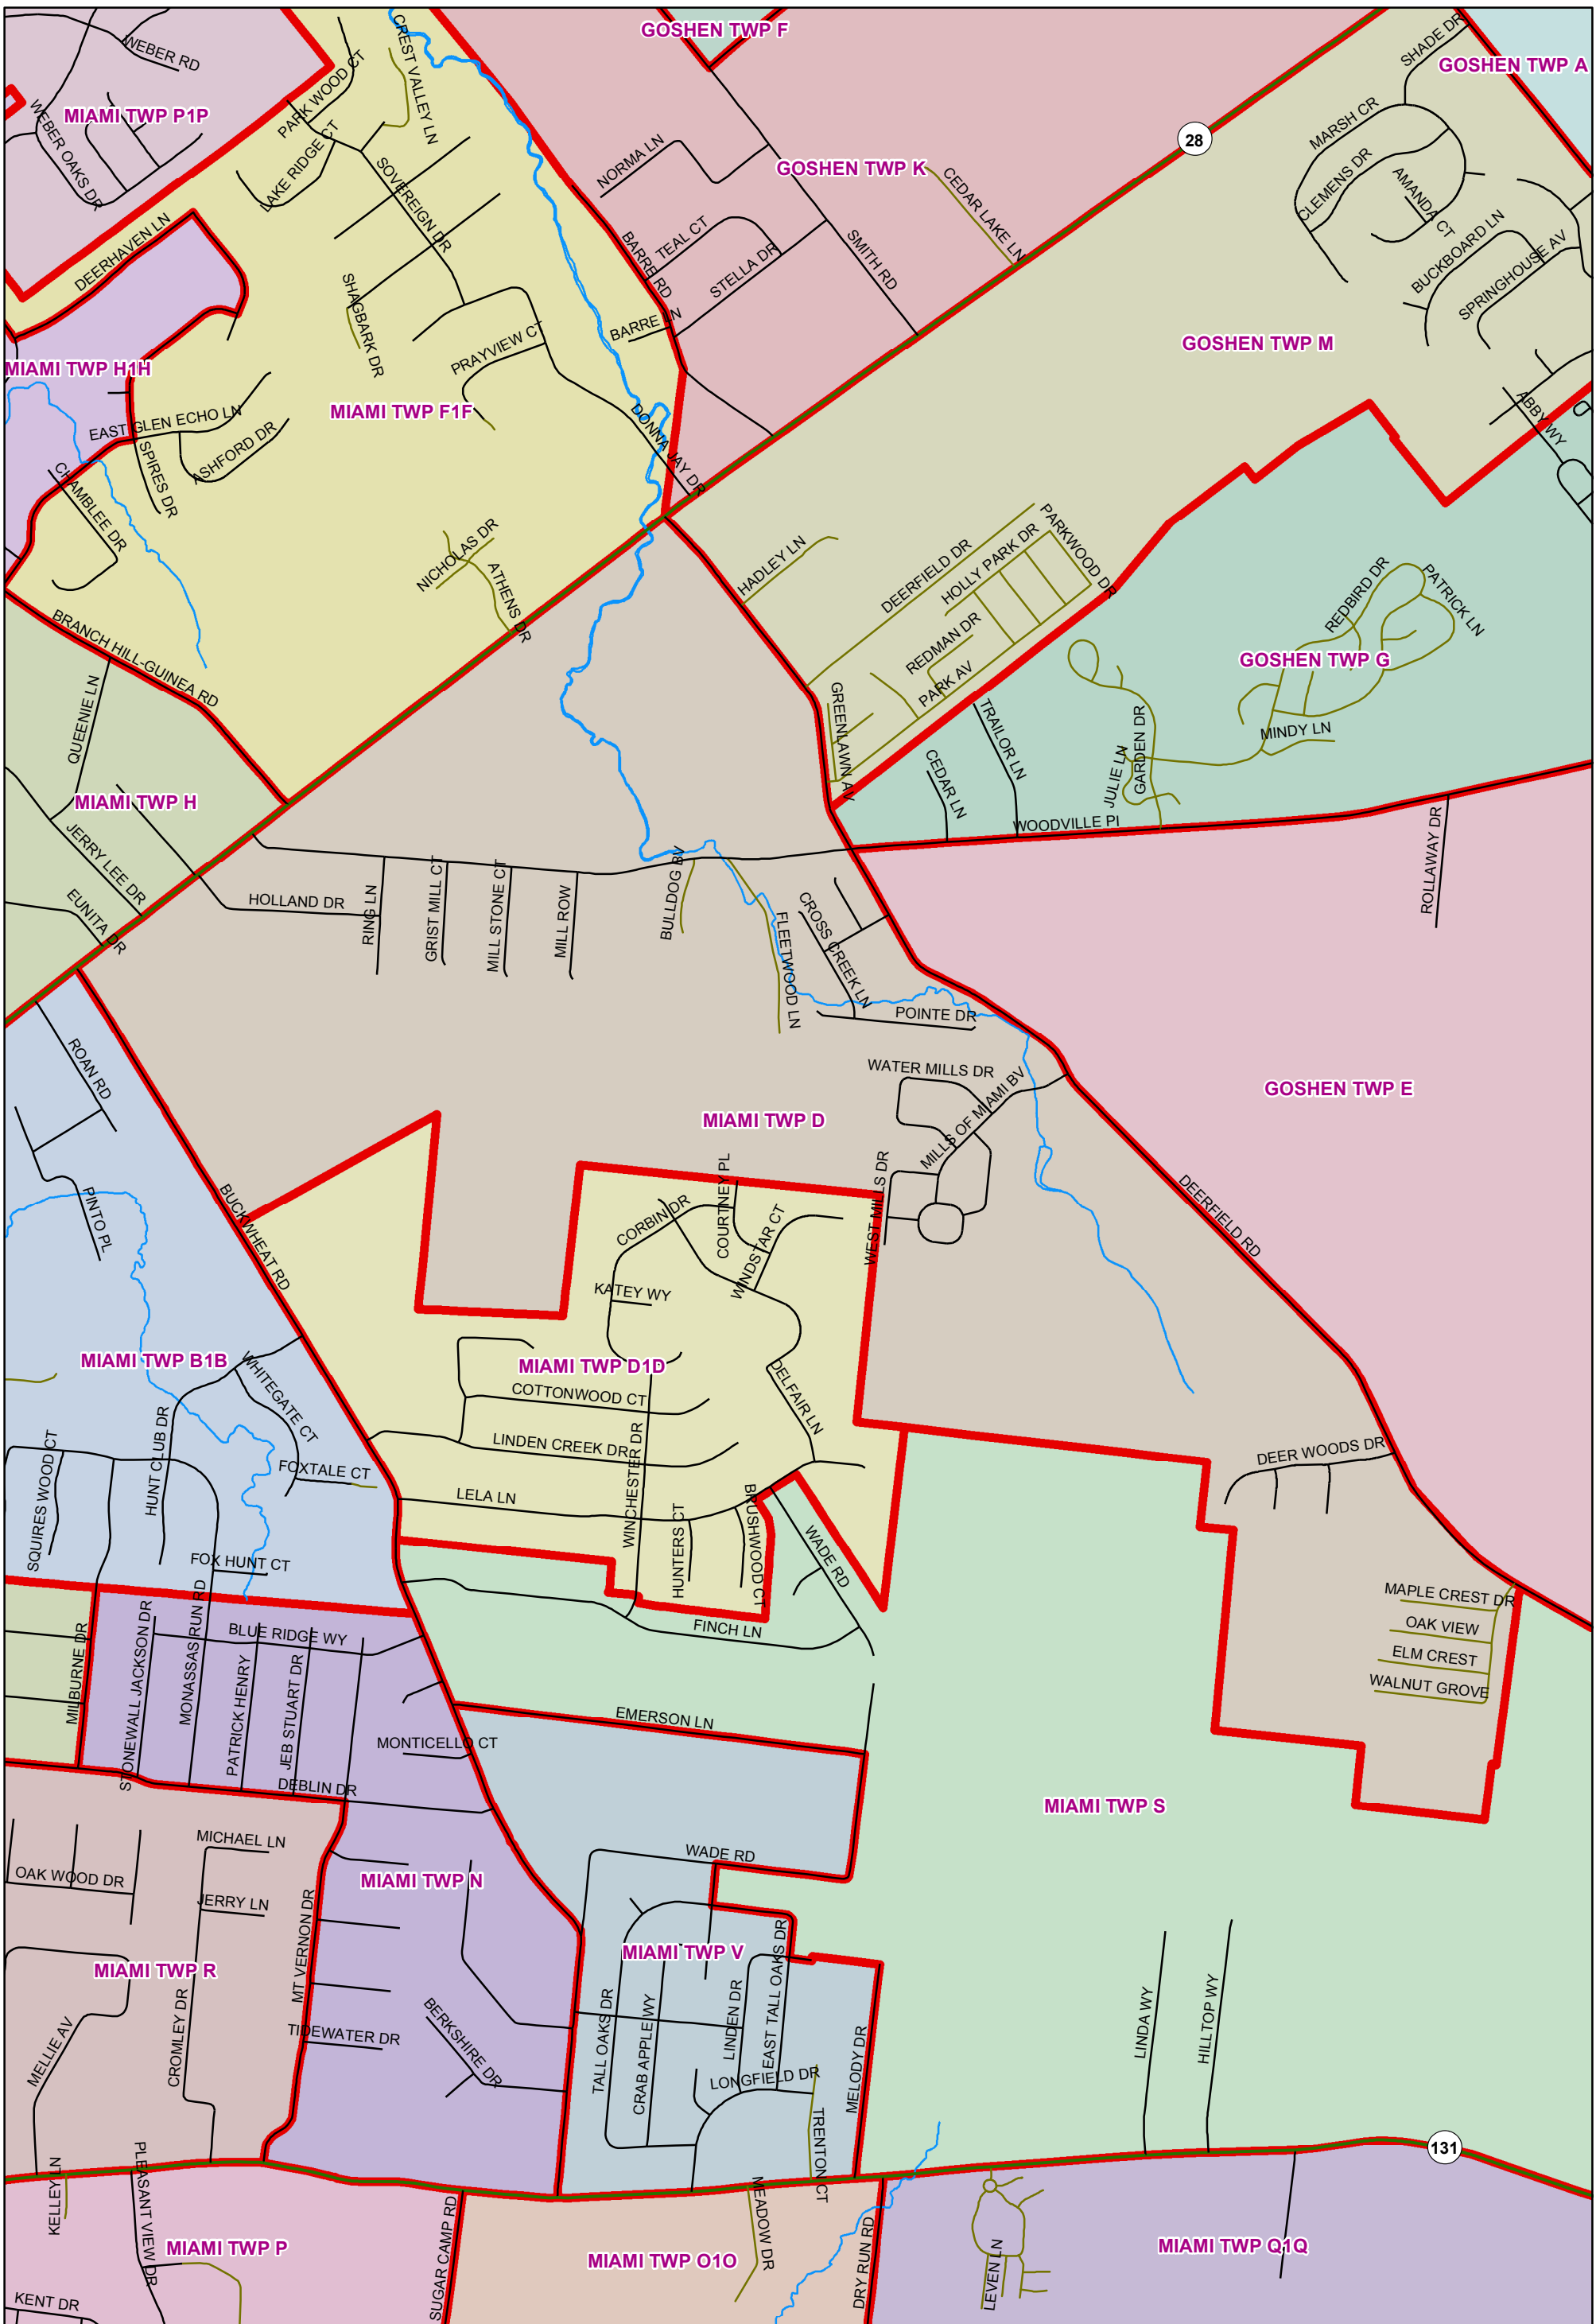 GOSHEN TWP F
GOSHEN TWP A
SHADE DR
WEBER RD
CREST VALLEY LN
PARK WOOD CT
MIAMI TWP P1P
WEBER OAKS DR
LAKE RIDGE CT
28
MARSH CR
NORMA LN
GOSHEN TWP K
CEDAR LAKE LN
CLEMENS DR
AMANDA CT
SOVEREIGN DR
DEERHAVEN LN
TEAL CT
BARRE RD
STELLA DR
SMITH RD
BUCKBOARD LN
SPRINGHOUSE AV
SHAGBARK DR
BARRE LN
PRAYVIEW CT
GOSHEN TWP M
MIAMI TWP H1H
MIAMI TWP F1F
EAST GLEN ECHO LN
ASHFORD DR
SPIRES DR
DONNA JAY DR
ABBY WY
CHAMBLEE DR
NICHOLAS DR
ATHENS DR
HADLEY LN
DEERFIELD DR
HOLLY PARK DR
PARKWOOD DR
REDMAN DR
PARK AV
REDBIRD DR
PATRICK LN
GOSHEN TWP G
BRANCH HILL-GUINEA RD
QUEENIE LN
GREENLAWN AV
TRAILOR LN
CEDAR LN
JULIE LN
GARDEN DR
MINDY LN
MIAMI TWP H
WOODVILLE PI
JERRY LEE DR
EUNITA DR
HOLLAND DR
RING LN
GRIST MILL CT
MILL STONE CT
MILL ROW
BULLDOG BV
FLEETWOOD LN
CROSS CREEK LN
ROLLAWAY DR
POINTE DR
ROAN RD
WATER MILLS DR
MILLS OF MIAMI BV
GOSHEN TWP E
MIAMI TWP D
PINTO PL
BUCKWHEAT RD
CORBIN DR
COURTNEY PL
WINDSTAR CT
WEST MILLS DR
DEERFIELD RD
KATEY WY
MIAMI TWP B1B
WHITEGATE CT
MIAMI TWP D1D
COTTONWOOD CT
DELFAIR LN
HUNT CLUB DR
SQUIRES WOOD CT
LINDEN CREEK DR
WINCHESTER DR
FOXTALE CT
LELA LN
DEER WOODS DR
HUNTERS CT
BRUSHWOOD CT
WADE RD
FOX HUNT CT
FINCH LN
MAPLE CREST DR
OAK VIEW
ELM CREST
WALNUT GROVE
MILBURNE DR
STONEWALL JACKSON DR
MONASSAS RUN RD
BLUE RIDGE WY
PATRICK HENRY
JEB STUART DR
EMERSON LN
MONTICELLO CT
DEBLIN DR
MIAMI TWP S
MICHAEL LN
OAK WOOD DR
JERRY LN
WADE RD
MIAMI TWP N
MT VERNON DR
MIAMI TWP V
MIAMI TWP R
CROMLEY DR
MELLIE AV
TIDEWATER DR
BERKSHIRE DR
TALL OAKS DR
CRAB APPLE WY
LINDEN DR
EAST TALL OAKS DR
LONGFIELD DR
MELODY DR
LINDA WY
HILLTOP WY
131
KELLEY LN
PLEASANT VIEW DR
TRENTON CT
MEADOW DR
MIAMI TWP P
SUGAR CAMP RD
MIAMI TWP O1O
DRY RUN RD
LEVEN LN
MIAMI TWP Q1Q
KENT DR